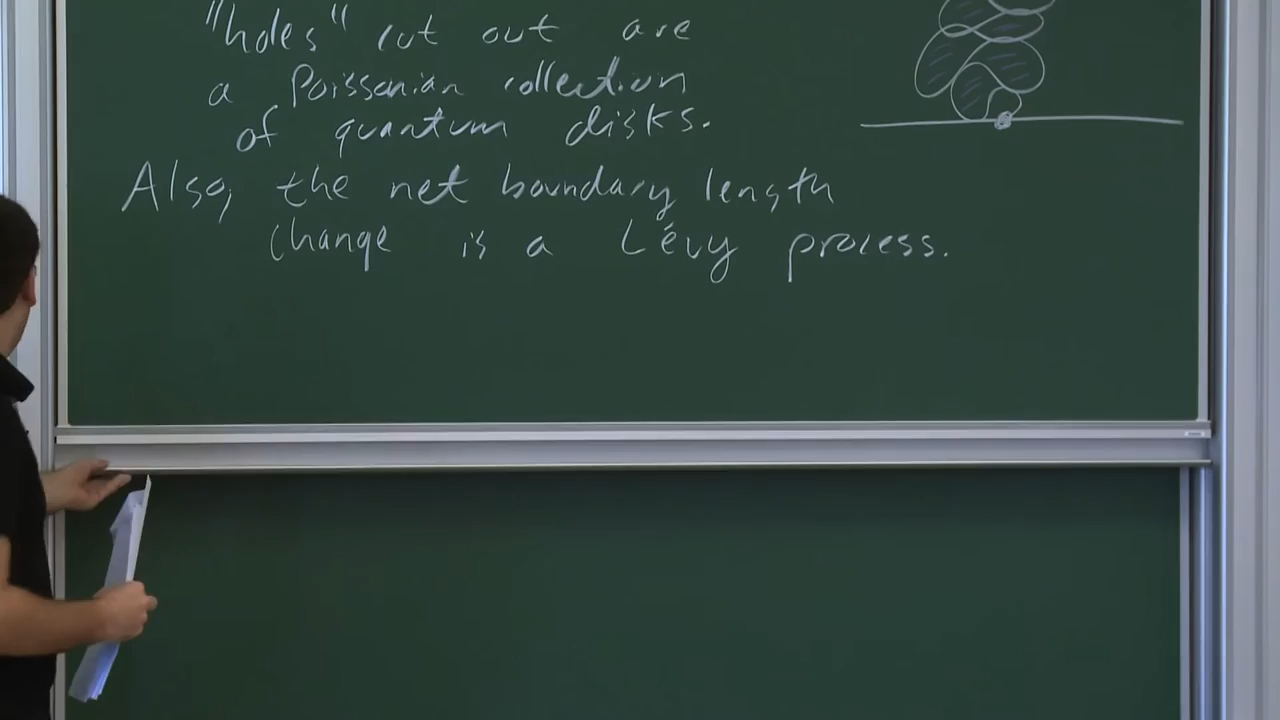 "holes" cut out are
a Poissonian collection
of quantum disks.
Also, the net boundary length
change is a Lévy process.